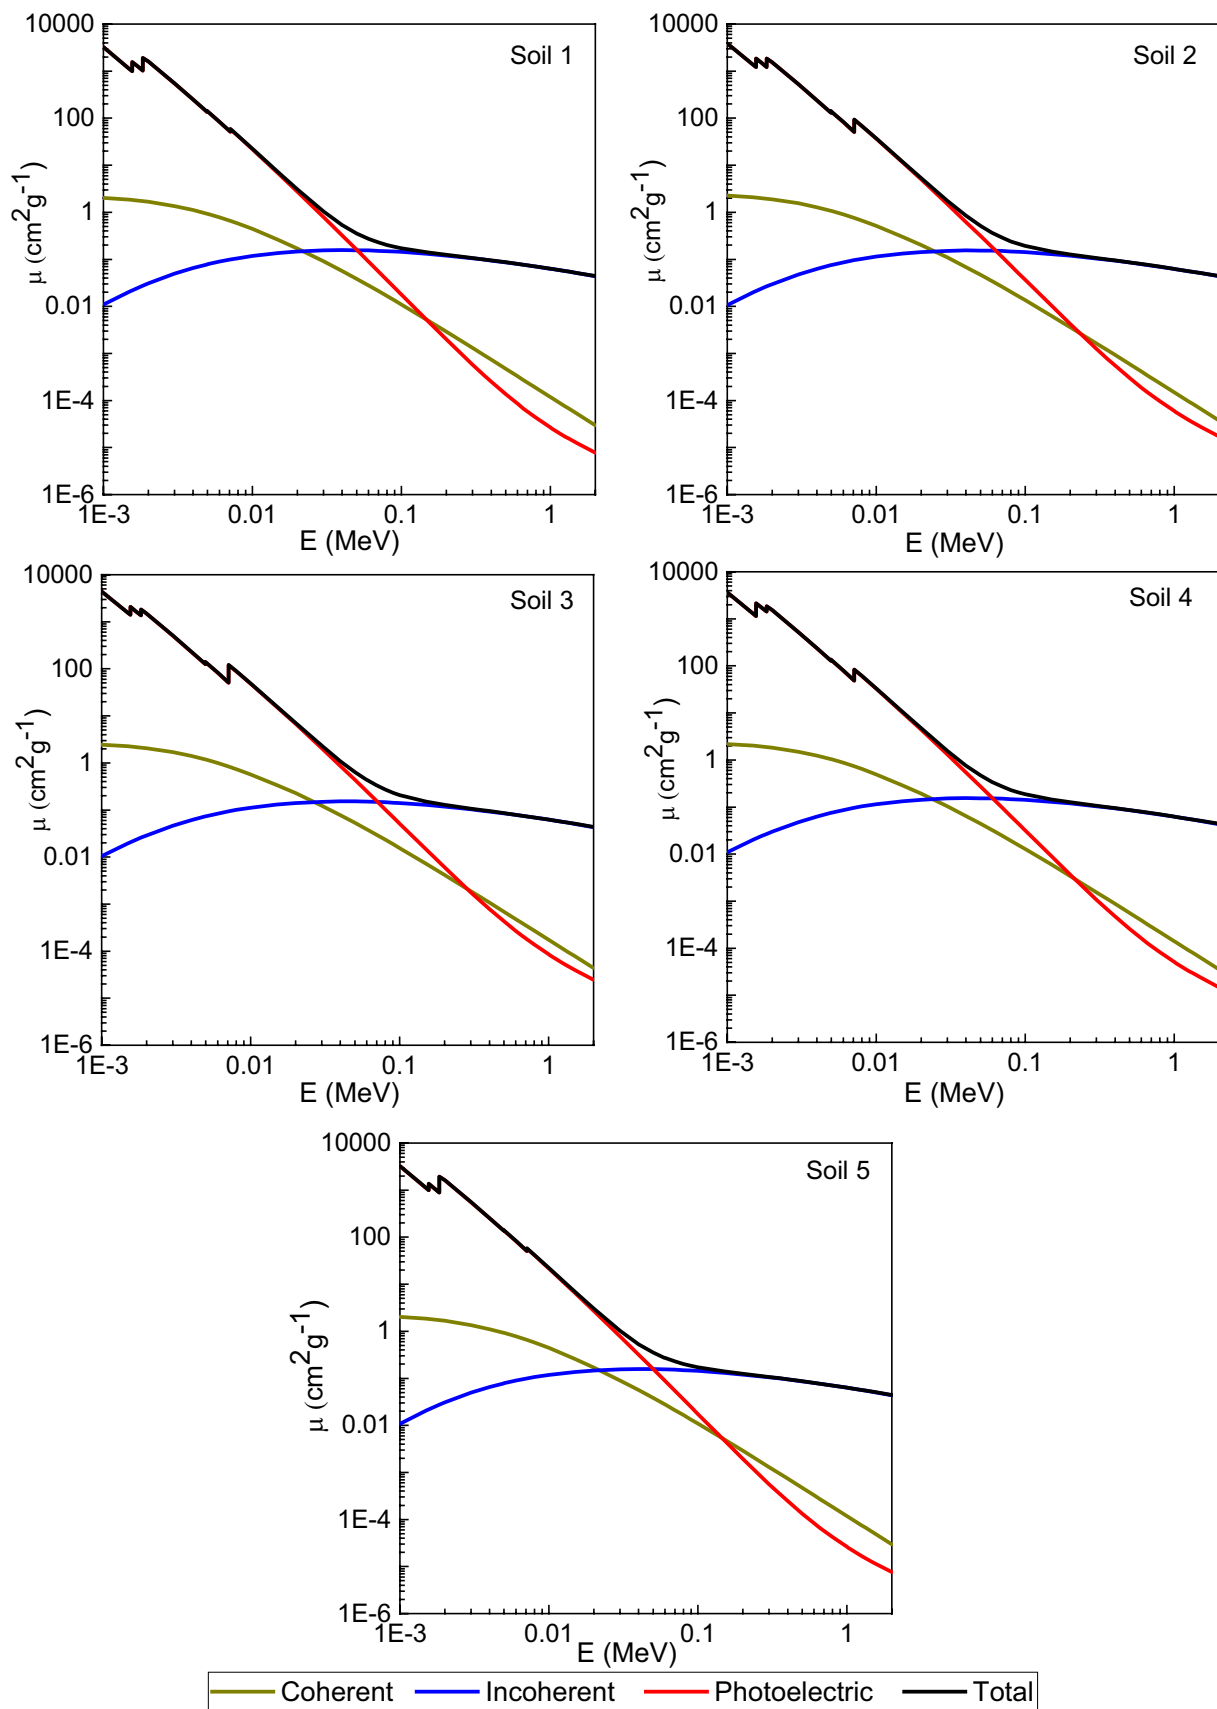 Soil 1
10000
100
1
0.01
1E-4
1E-6
μ (cm2g-1)
1E-3 0.01 0.1 1
E (MeV)
Soil 2
10000
100
1
0.01
1E-4
1E-6
μ (cm2g-1)
1E-3 0.01 0.1 1
E (MeV)
Soil 3
10000
100
1
0.01
1E-4
1E-6
μ (cm2g-1)
1E-3 0.01 0.1 1
E (MeV)
Soil 4
10000
100
1
0.01
1E-4
1E-6
μ (cm2g-1)
1E-3 0.01 0.1 1
E (MeV)
Soil 5
10000
100
1
0.01
1E-4
1E-6
μ (cm2g-1)
1E-3 0.01 0.1 1
E (MeV)
Coherent Incoherent Photoelectric Total